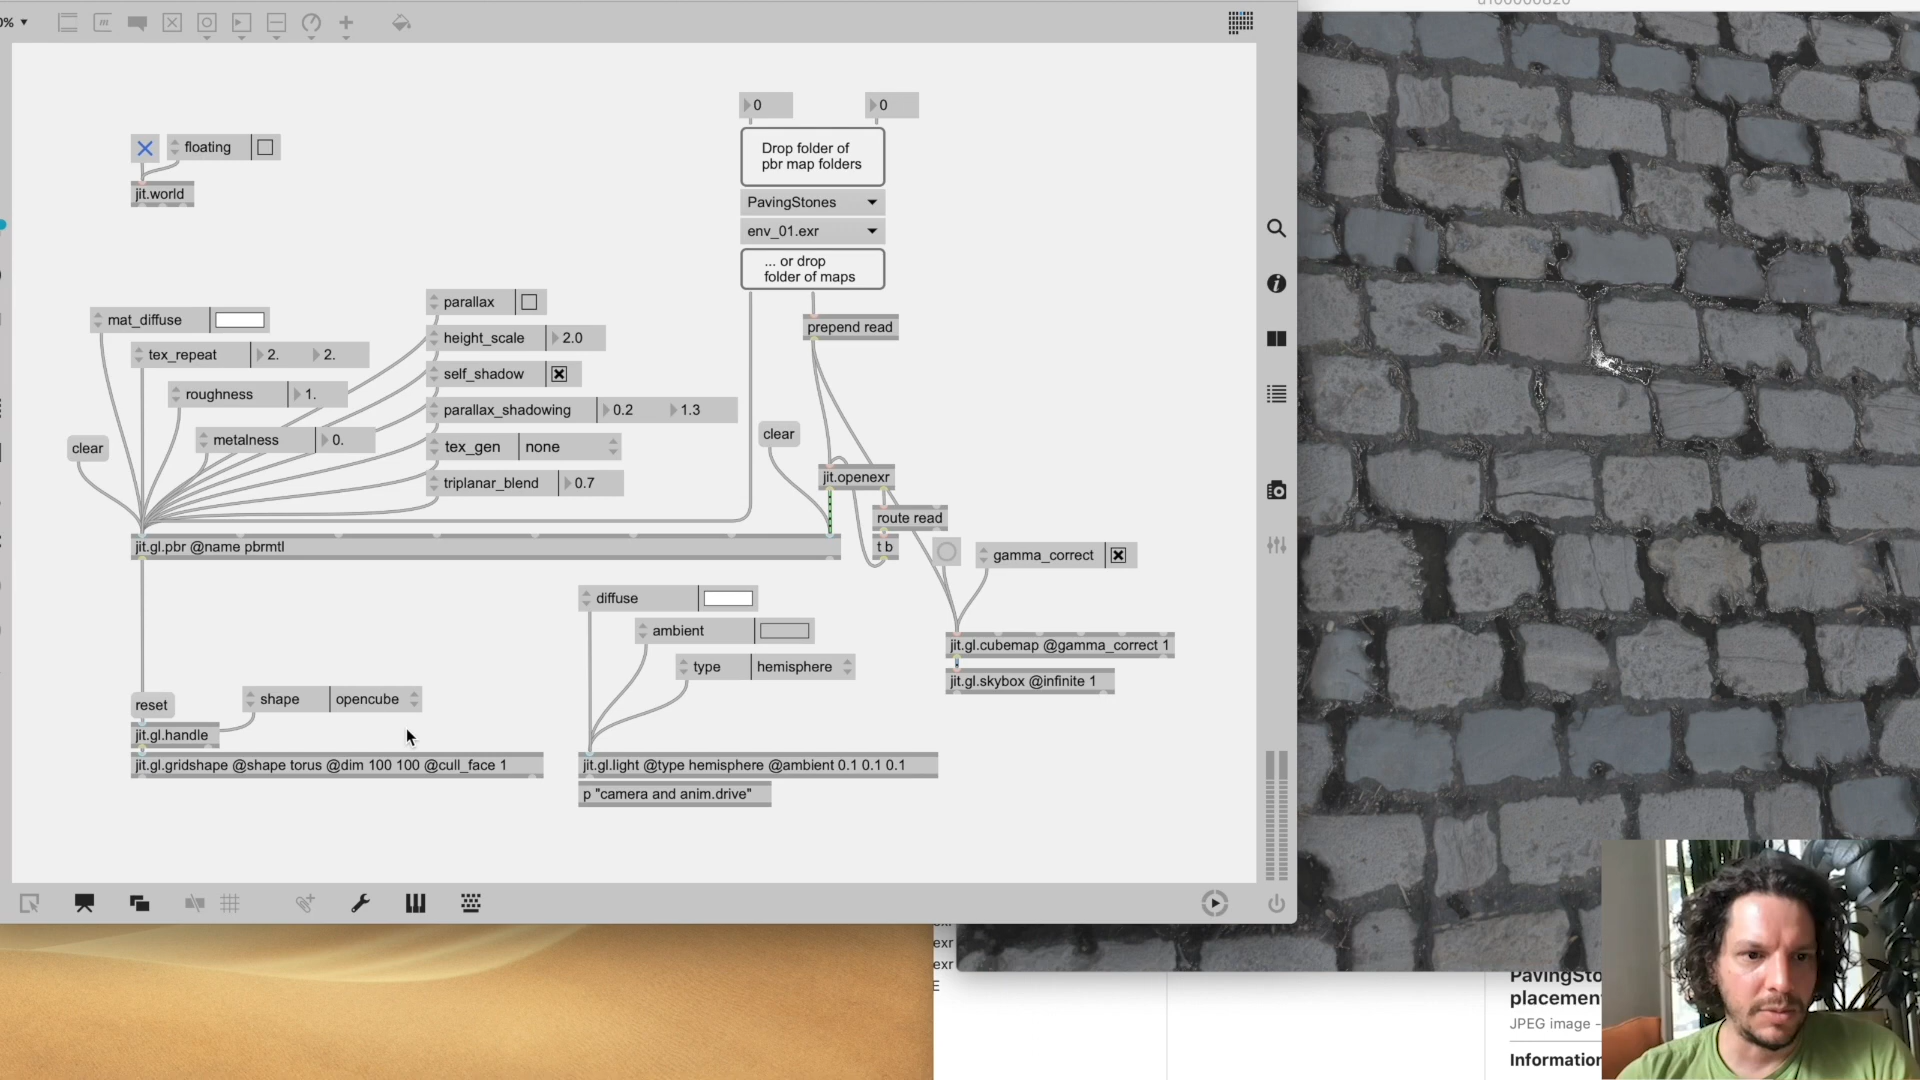 0%
m
0
0
Drop folder of
pbr map folders
floating
jit.world
PavingStones
env_01.exr
... or drop
folder of maps
parallax
mat_diffuse
prepend read
height_scale
2.0
tex_repeat
2.
2.
self_shadow
roughness
1.
parallax_shadowing
0.2
1.3
metalness
0.
clear
tex_gen
none
clear
triplanar_blend
0.7
jit.openexr
route read
jit.gl.pbr @name pbrmtl
t b
gamma_correct
diffuse
ambient
jit.gl.cubemap @gamma_correct 1
type
hemisphere
jit.gl.skybox @infinite 1
reset
shape
opencube
jit.gl.handle
jit.gl.gridshape @shape torus @dim 100 100 @cull_face 1
jit.gl.light @type hemisphere @ambient 0.1 0.1 0.1
p "camera and anim.drive"
exr
exr
E
PavingSto
placemen
JPEG image -
Information